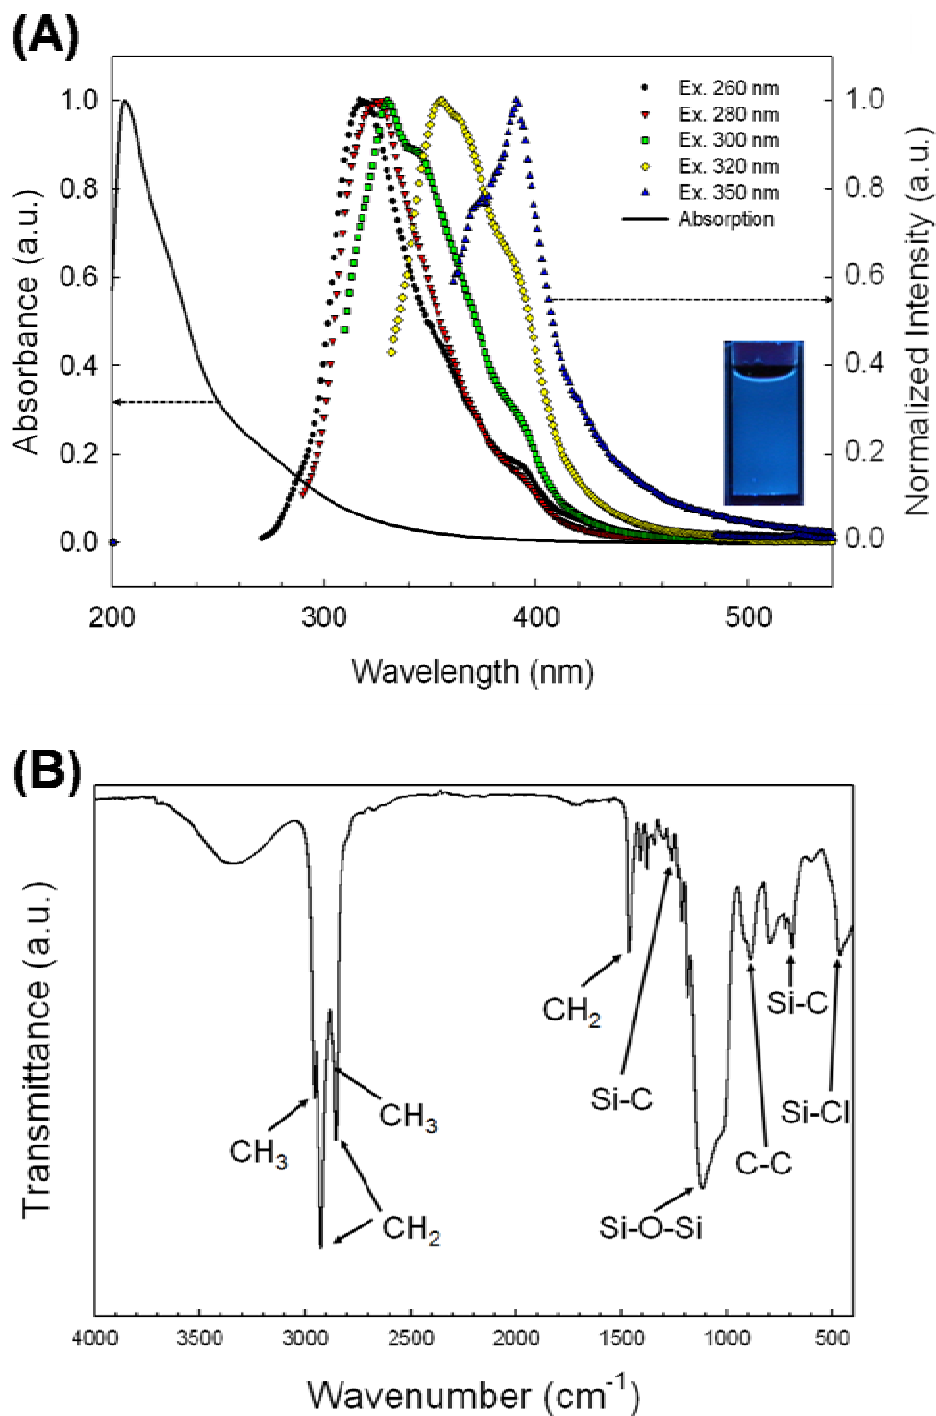 (A)
Absorbance (a.u.)
1.0
0.8
0.6
0.4
0.2
0.0
Ex. 260 nm
Ex. 280 nm
Ex. 300 nm
Ex. 320 nm
Ex. 350 nm
Absorption
1.0
0.8
0.6
0.4
0.2
0.0
Normalized Intensity (a.u.)
200 300 400 500
Wavelength (nm)
(B)
Transmittance (a.u.)
CH3
CH3
CH2
CH2
Si-C
Si-O-Si
C-C
Si-C
Si-Cl
4000 3500 3000 2500 2000 1500 1000 500
Wavenumber (cm-1)